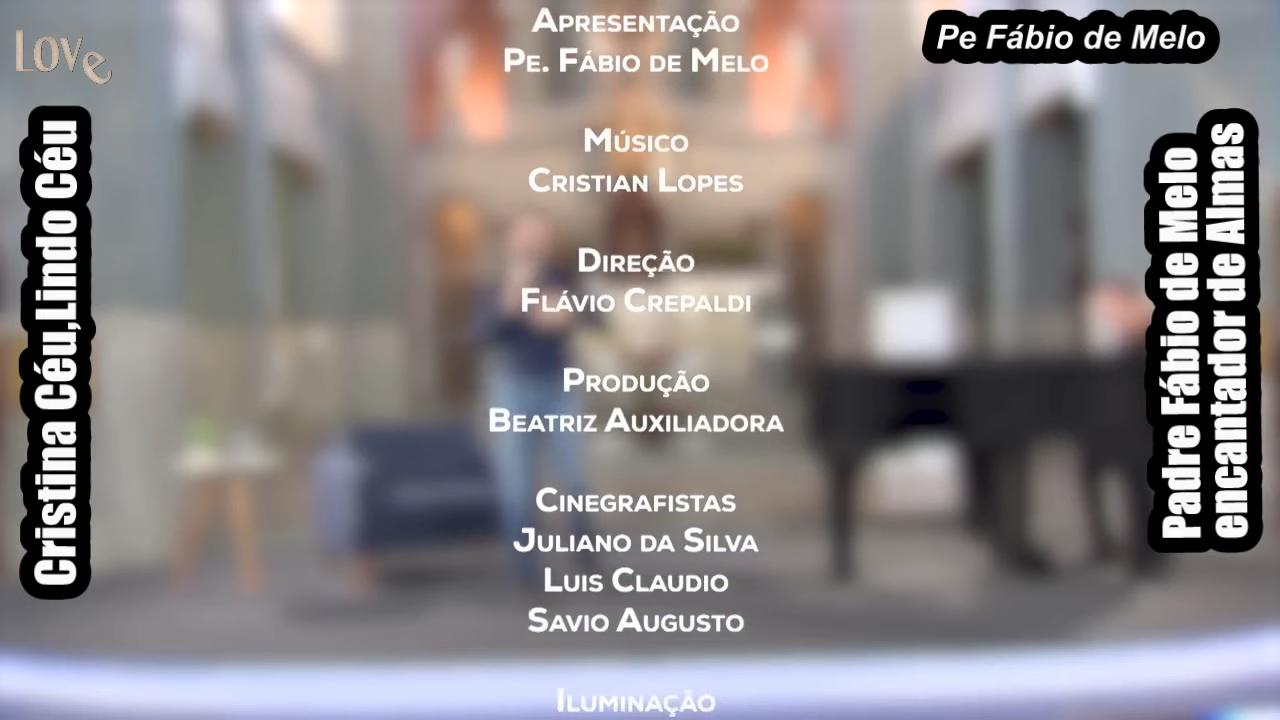 LOVe
Pe Fábio de Melo
Cristina Céu,Lindo Céu
Padre Fábio de Melo
encantador de Almas
Apresentação
Pe. Fábio de Melo
Músico
Cristian Lopes
Direção
Flávio Crepaldi
Produção
Beatriz Auxiliadora
Cinegrafistas
Juliano da Silva
Luis Claudio
Savio Augusto
Iluminação